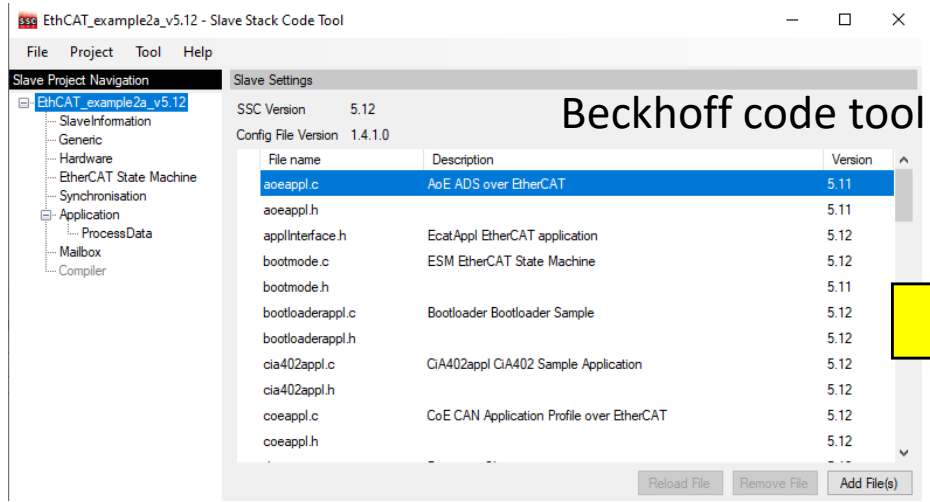 SSC EthCAT_example2a_v5.12 - Slave Stack Code Tool
File Project Tool Help
Slave Project Navigation
EthCAT_example2a_v5.12
SlaveInformation
Generic
Hardware
EtherCAT State Machine
Synchronisation
Application
ProcessData
Mailbox
Compiler
Slave Settings
SSC Version 5.12
Beckhoff code tool
Config File Version 1.4.1.0
File name Description Version
aoeappl.c AoE ADS over EtherCAT 5.11
aoeappl.h 5.11
applInterface.h EcatAppl EtherCAT application 5.12
bootmode.c ESM EtherCAT State Machine 5.12
bootmode.h 5.11
bootloaderappl.c Bootloader Bootloader Sample 5.12
bootloaderappl.h 5.12
cia402appl.c CiA402appl CiA402 Sample Application 5.12
cia402appl.h 5.12
coeappl.c CoE CAN Application Profile over EtherCAT 5.12
coeappl.h 5.12
Reload File Remove File Add File(s)